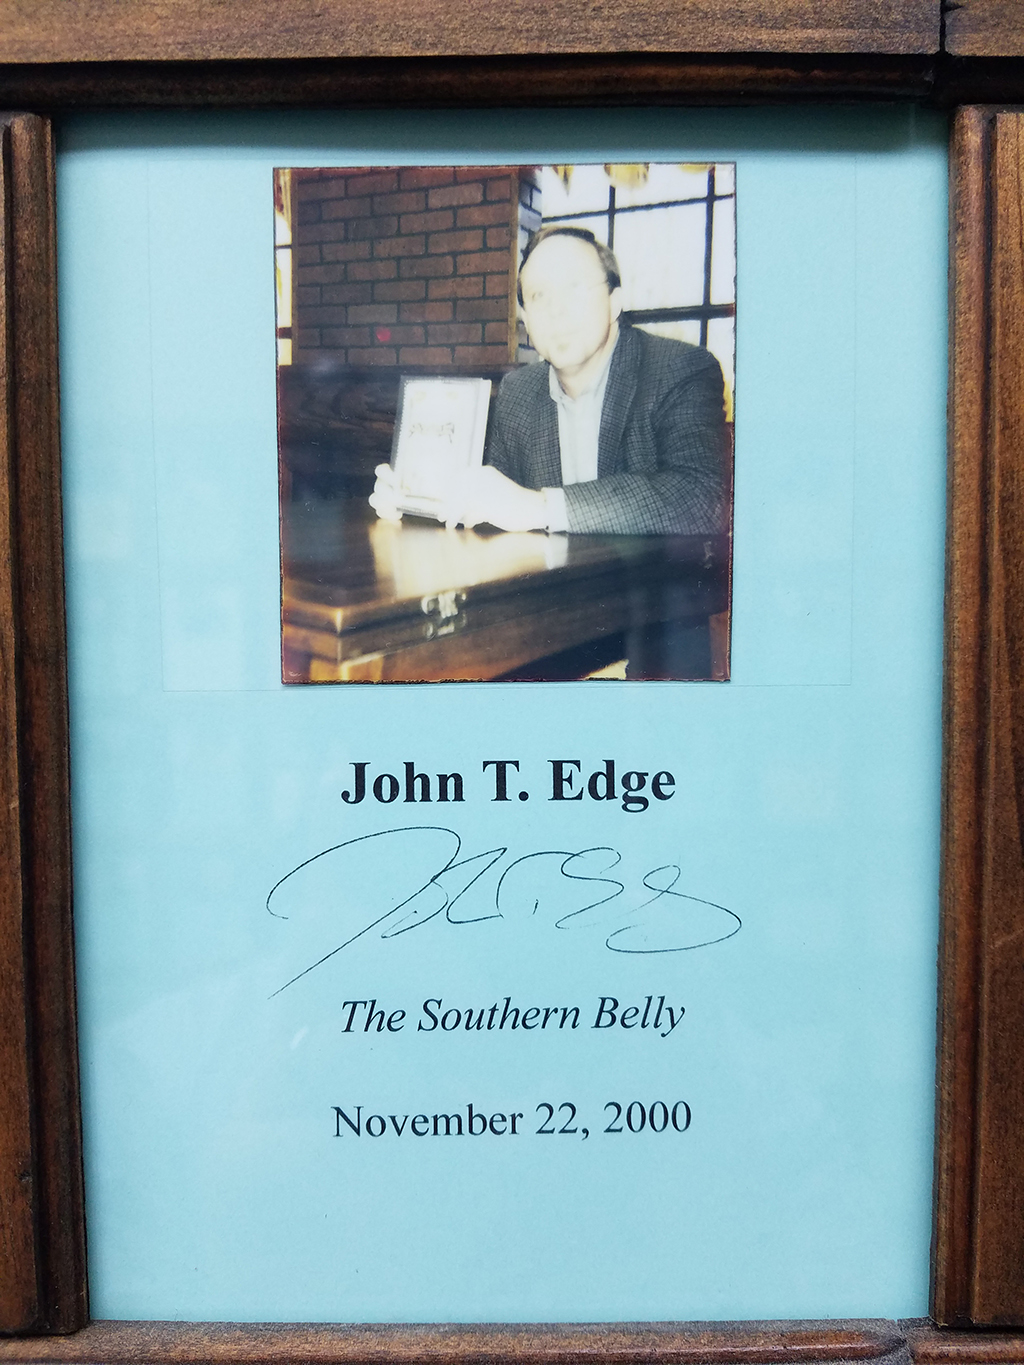 John T. Edge
The Southern Belly
November 22, 2000